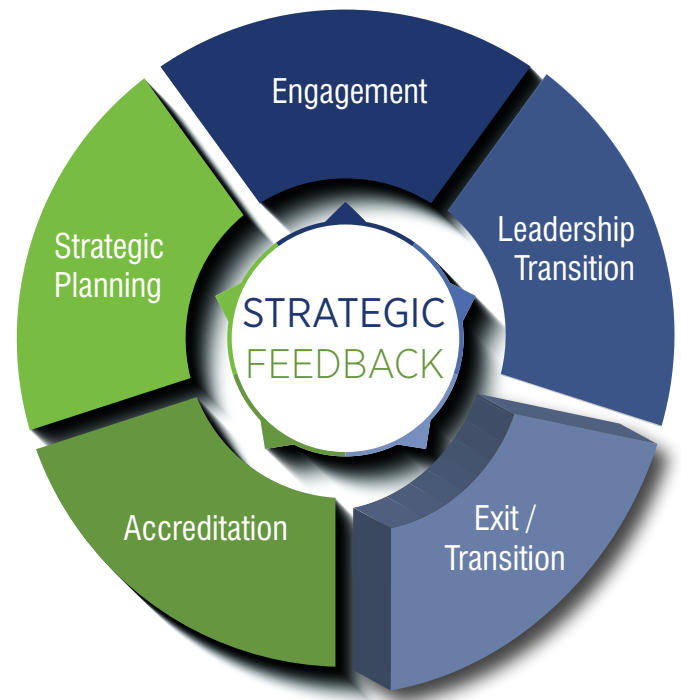 Engagement
Leadership
Transition
Strategic
Planning
STRATEGIC
FEEDBACK
Accreditation
Exit /
Transition